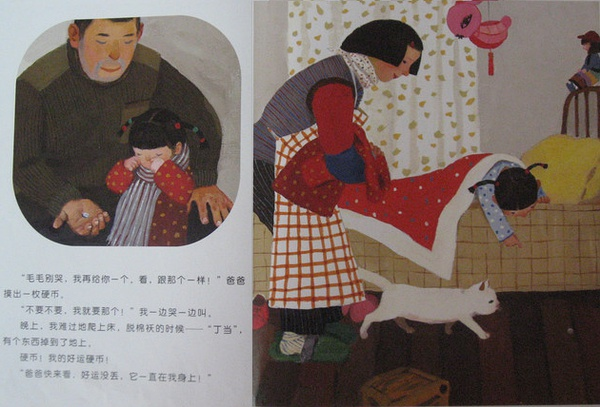 “毛毛别哭，我再给你一个，看，跟那个一样！”爸爸
摸出一枚硬币。
“不要不要，我就要那个！”我一边哭一边叫。
晚上，我难过地爬上床，脱棉袄的时候——“丁当”，
有个东西掉到了地上。
硬币！我的好运硬币！
“爸爸快来看，好运没丢，它一直在我身上！”